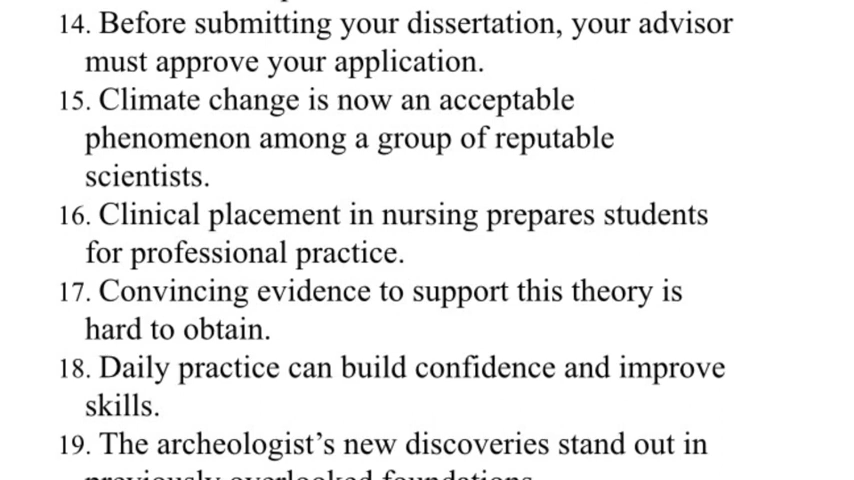 14. Before submitting your dissertation, your advisor
must approve your application.
15. Climate change is now an acceptable
phenomenon among a group of reputable
scientists.
16. Clinical placement in nursing prepares students
for professional practice.
17. Convincing evidence to support this theory is
hard to obtain.
18. Daily practice can build confidence and improve
skills.
19. The archeologist’s new discoveries stand out in
previously overlooked foundations.